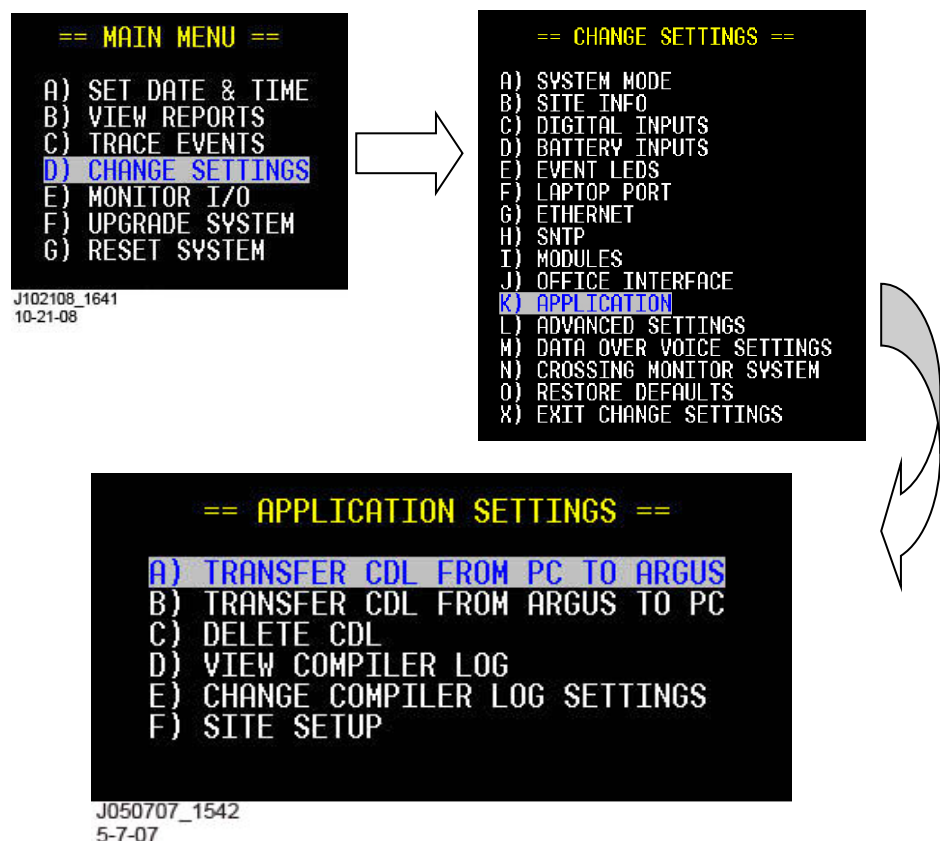 == MAIN MENU ==
A) SET DATE & TIME
B) VIEW REPORTS
C) TRACE EVENTS
D) CHANGE SETTINGS
E) MONITOR I/O
F) UPGRADE SYSTEM
G) RESET SYSTEM
J102108_1641
10-21-08
== CHANGE SETTINGS ==
A) SYSTEM MODE
B) SITE INFO
C) DIGITAL INPUTS
D) BATTERY INPUTS
E) EVENT LEDS
F) LAPTOP PORT
G) ETHERNET
H) SNTP
I) MODULES
J) OFFICE INTERFACE
K) APPLICATION
L) ADVANCED SETTINGS
M) DATA OVER VOICE SETTINGS
N) CROSSING MONITOR SYSTEM
O) RESTORE DEFAULTS
X) EXIT CHANGE SETTINGS
== APPLICATION SETTINGS ==
A) TRANSFER CDL FROM PC TO ARGUS
B) TRANSFER CDL FROM ARGUS TO PC
C) DELETE CDL
D) VIEW COMPILER LOG
E) CHANGE COMPILER LOG SETTINGS
F) SITE SETUP
J050707_1542
5-7-07